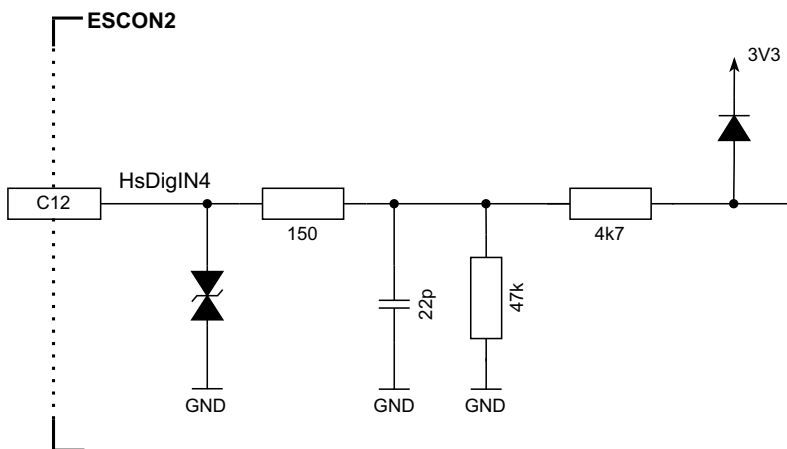 ESCON2
3V3
HsDigIN4
C12
150
4k7
22p
47k
GND
GND
GND